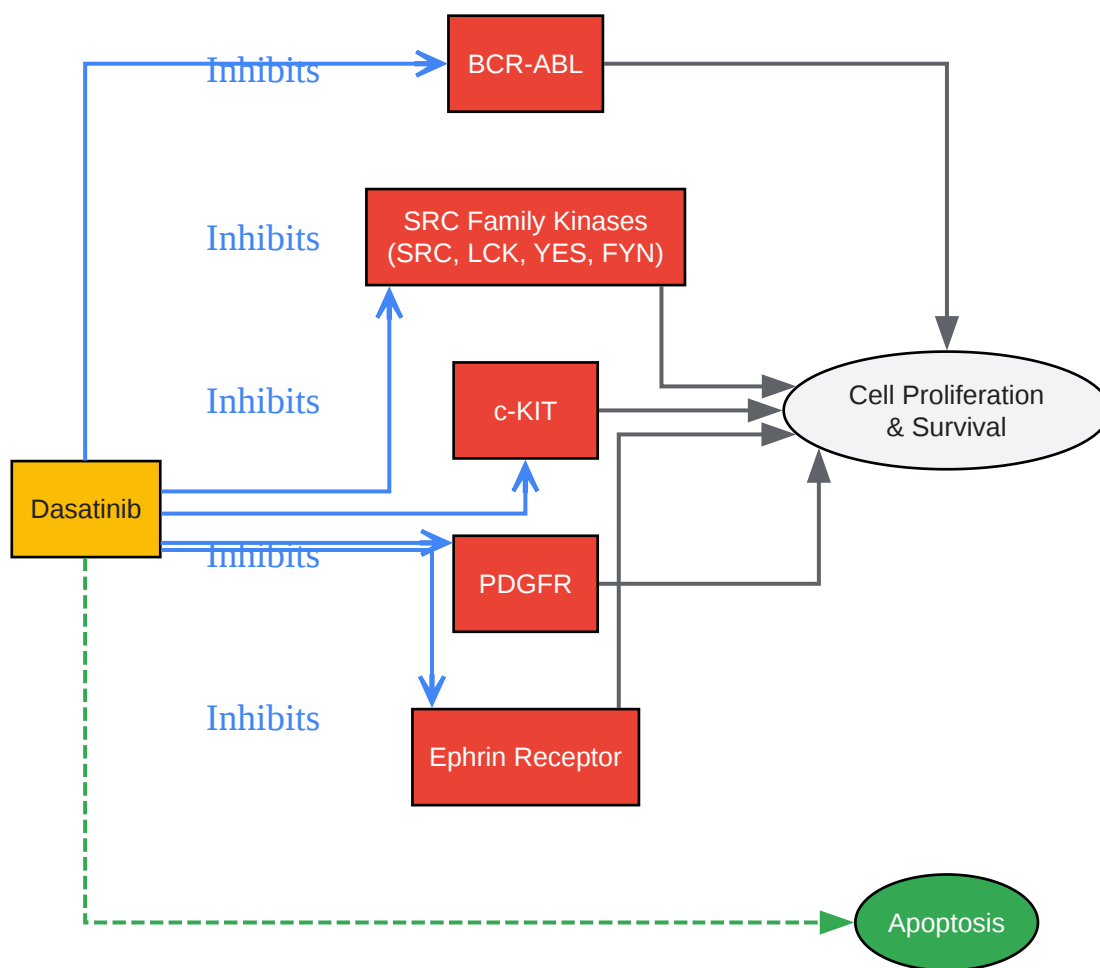 Inhibits
BCR-ABL
Inhibits
SRC Family Kinases
(SRC, LCK, YES, FYN)
Inhibits
c-KIT
Cell Proliferation
& Survival
Dasatinib
Inhibits
PDGFR
Inhibits
Ephrin Receptor
Apoptosis